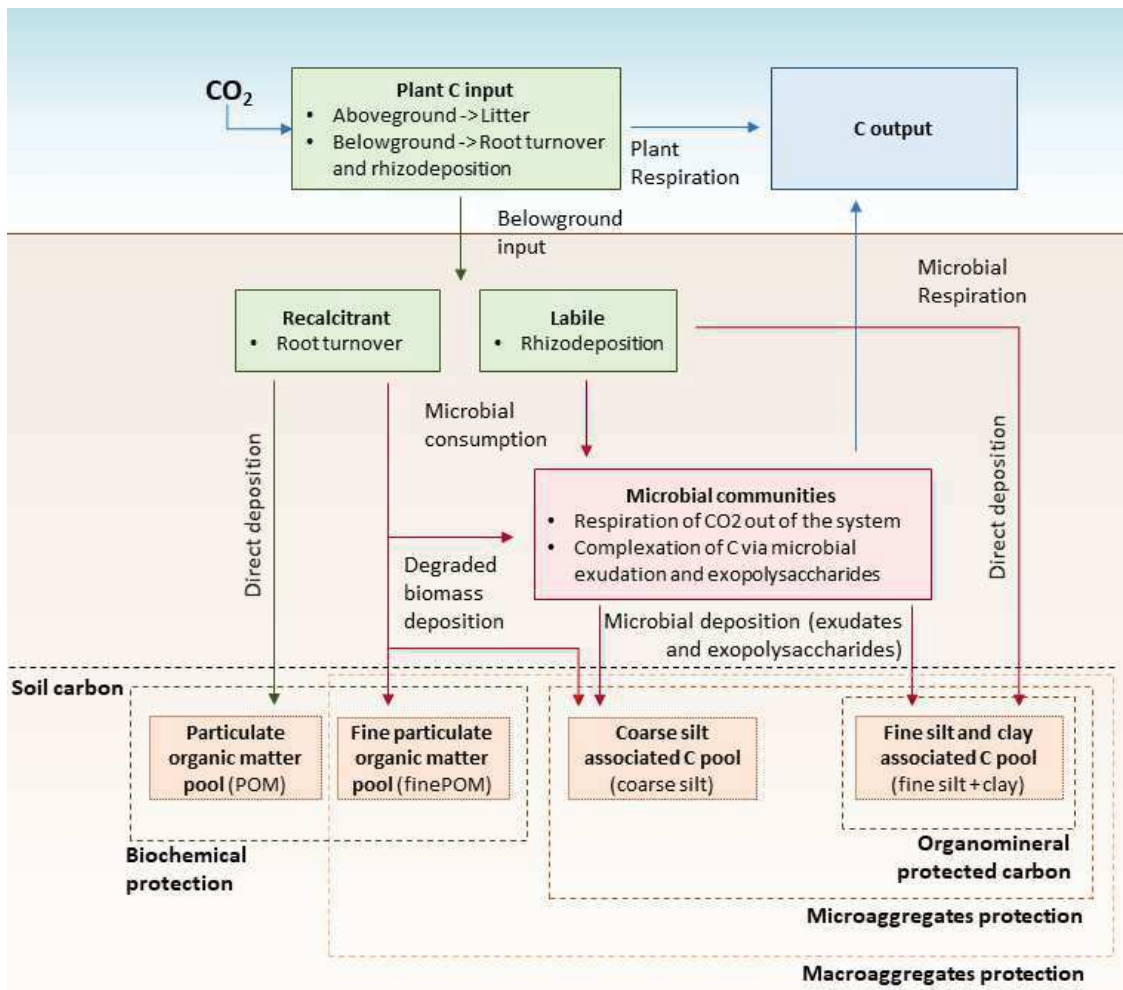 CO2
Plant C input
• Aboveground ->Litter
• Belowground ->Root turnover
and rhizodeposition
C output
Plant
Respiration
Belowground
input
Microbial
Respiration
Recalcitrant
• Root turnover
Labile
• Rhizodeposition
Microbial
consumption
Direct deposition
Direct deposition
Microbial communities
• Respiration of CO2 out of the system
• Complexation of C via microbial
exudation and exopolysaccharides
Degraded
biomass
deposition
Microbial deposition (exudates
and exopolysaccharides)
Soil carbon
Particulate
organic matter
pool (POM)
Fine particulate
organic matter
pool (finePOM)
Coarse silt
associated C pool
(coarse silt)
Fine silt and clay
associated C pool
(fine silt + clay)
Biochemical
protection
Organomineral
protected carbon
Microaggregates protection
Macroaggregates protection